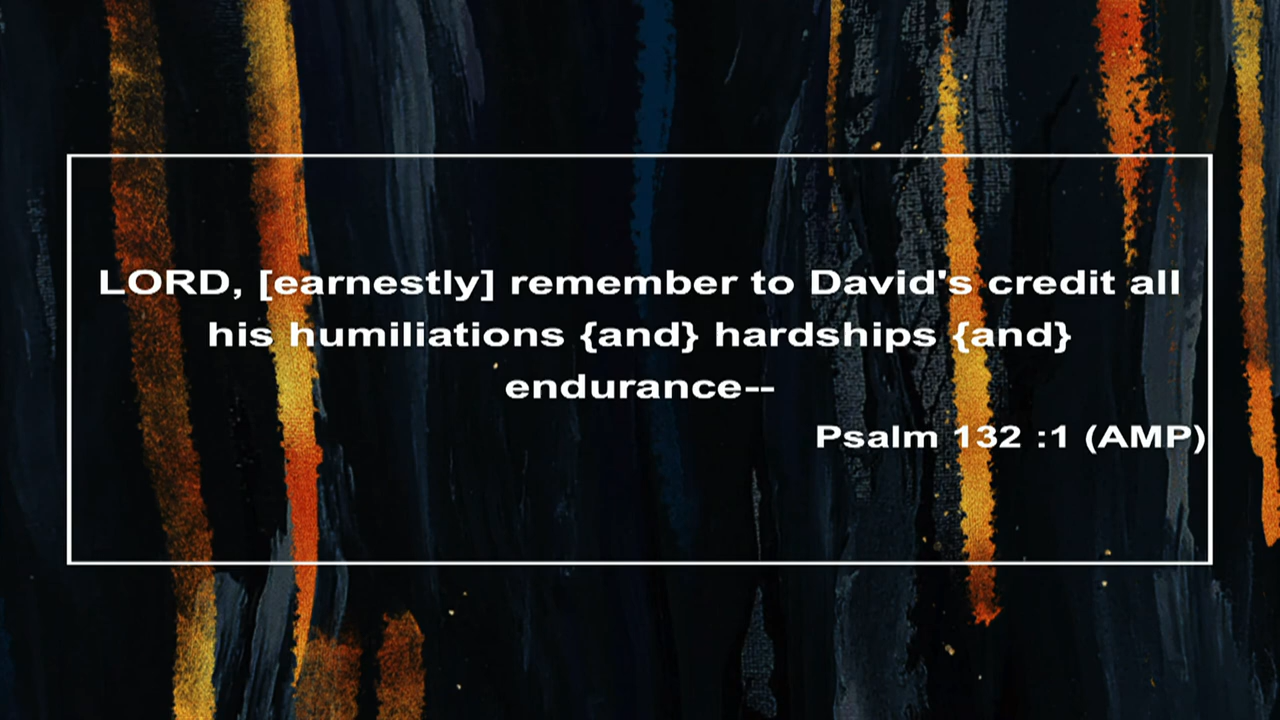 LORD, [earnestly] remember to David's credit all
his humiliations {and} hardships {and}
endurance--
Psalm 132 :1 (AMP)